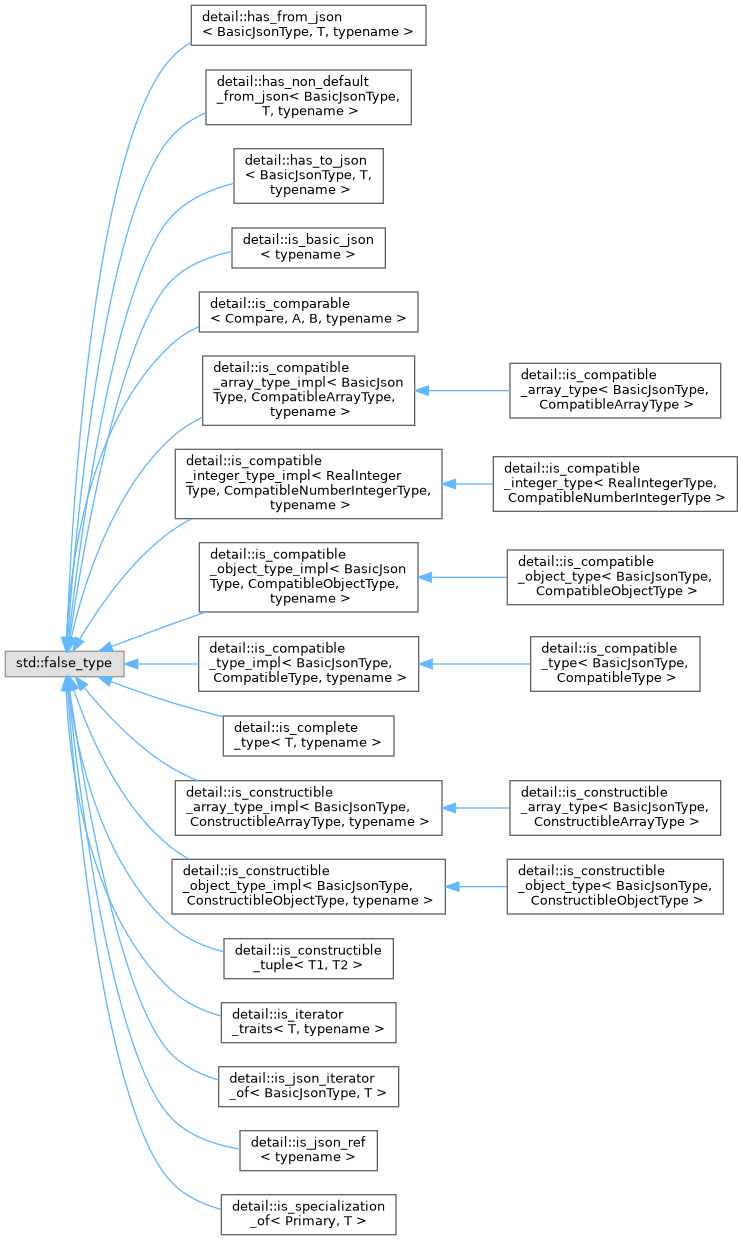 detail::has_from_json
< BasicJsonType, T, typename >
detail::has_non_default
_from_json< BasicJsonType,
T, typename >
detail::has_to_json
< BasicJsonType, T,
typename >
detail::is_basic_json
< typename >
detail::is_comparable
< Compare, A, B, typename >
detail::is_compatible
_array_type_impl< BasicJson
Type, CompatibleArrayType,
typename >
detail::is_compatible
_array_type< BasicJsonType,
CompatibleArrayType >
detail::is_compatible
_integer_type_impl< RealInteger
Type, CompatibleNumberIntegerType,
typename >
detail::is_compatible
_integer_type< RealIntegerType,
CompatibleNumberIntegerType >
detail::is_compatible
_object_type_impl< BasicJson
Type, CompatibleObjectType,
typename >
detail::is_compatible
_object_type< BasicJsonType,
CompatibleObjectType >
std::false_type
detail::is_compatible
_type_impl< BasicJsonType,
CompatibleType, typename >
detail::is_compatible
_type< BasicJsonType,
CompatibleType >
detail::is_complete
_type< T, typename >
detail::is_constructible
_array_type_impl< BasicJsonType,
ConstructibleArrayType, typename >
detail::is_constructible
_array_type< BasicJsonType,
ConstructibleArrayType >
detail::is_constructible
_object_type_impl< BasicJsonType,
ConstructibleObjectType, typename >
detail::is_constructible
_object_type< BasicJsonType,
ConstructibleObjectType >
detail::is_constructible
_tuple< T1, T2 >
detail::is_iterator
_traits< T, typename >
detail::is_json_iterator
_of< BasicJsonType, T >
detail::is_json_ref
< typename >
detail::is_specialization
_of< Primary, T >